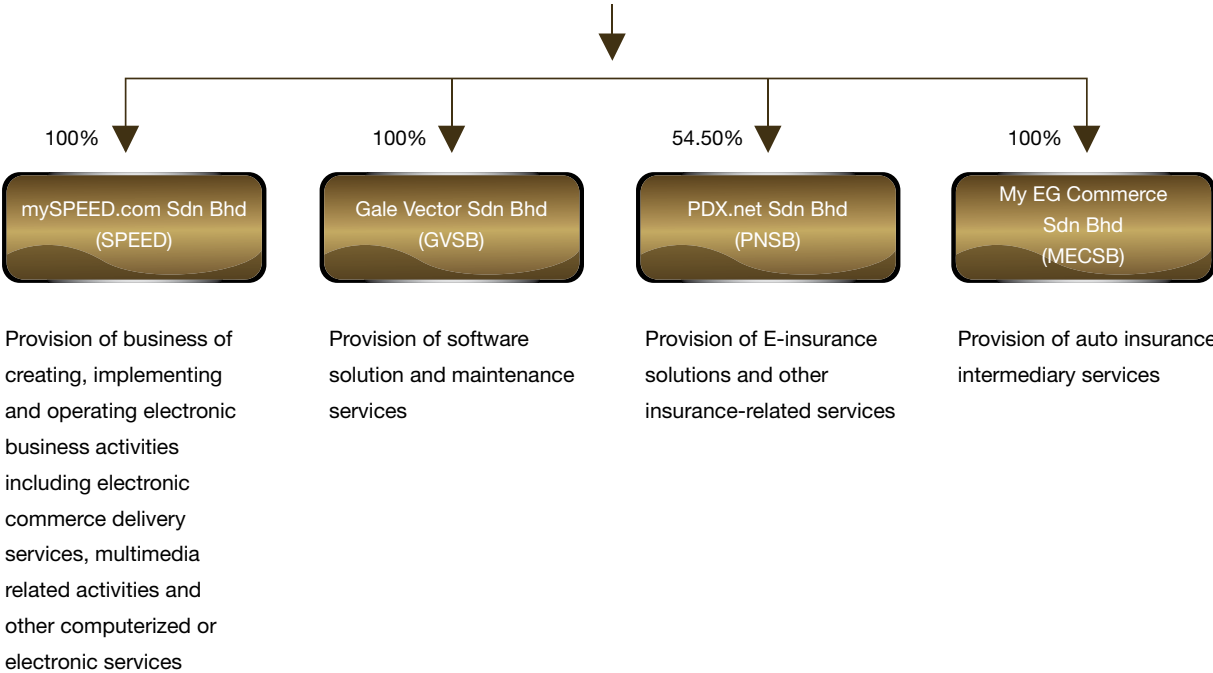 100%
mySPEED.com Sdn Bhd
(SPEED)
Provision of business of
creating, implementing
and operating electronic
business activities
including electronic
commerce delivery
services, multimedia
related activities and
other computerized or
electronic services
100%
Gale Vector Sdn Bhd
(GVSB)
Provision of software
solution and maintenance
services
54.50%
PDX.net Sdn Bhd
(PNSB)
Provision of E-insurance
solutions and other
insurance-related services
100%
My EG Commerce
Sdn Bhd
(MECSB)
Provision of auto insurance
intermediary services